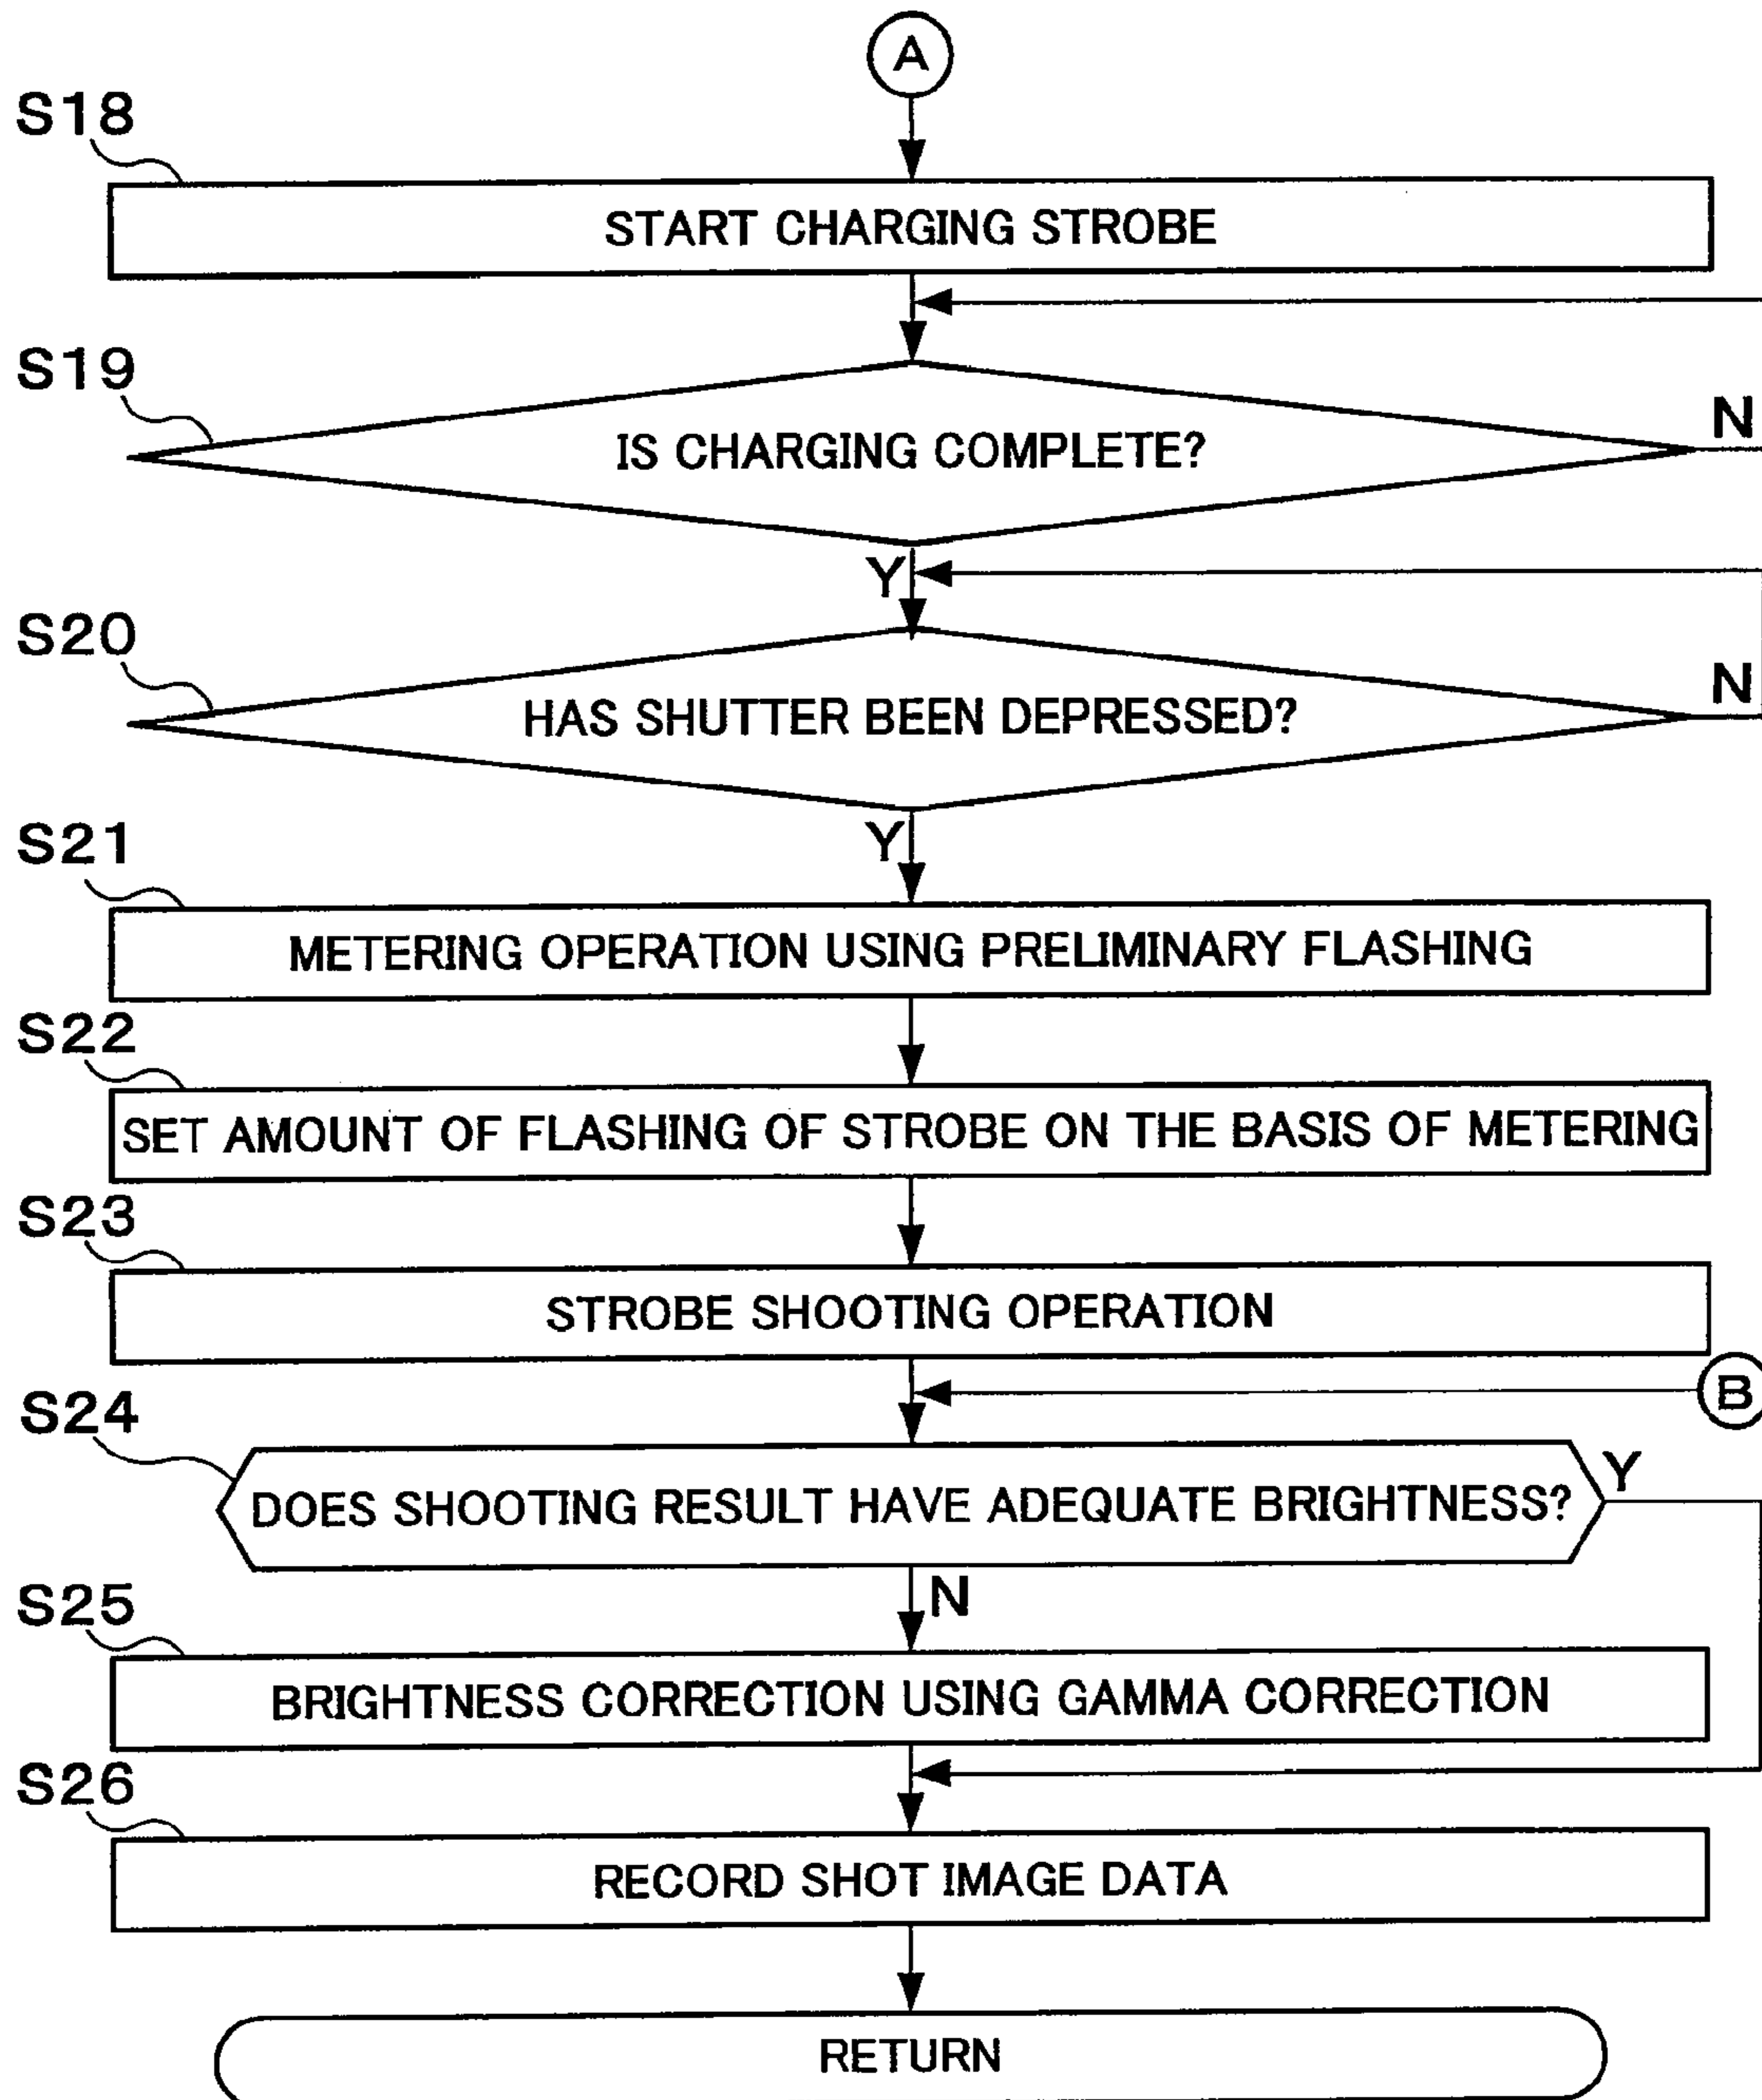 A
S18
START CHARGING STROBE
S19
IS CHARGING COMPLETE?
N
Y
S20
HAS SHUTTER BEEN DEPRESSED?
N
Y
S21
METERING OPERATION USING PRELIMINARY FLASHING
S22
SET AMOUNT OF FLASHING OF STROBE ON THE BASIS OF METERING
S23
STROBE SHOOTING OPERATION
B
S24
DOES SHOOTING RESULT HAVE ADEQUATE BRIGHTNESS?
Y
N
S25
BRIGHTNESS CORRECTION USING GAMMA CORRECTION
S26
RECORD SHOT IMAGE DATA
RETURN